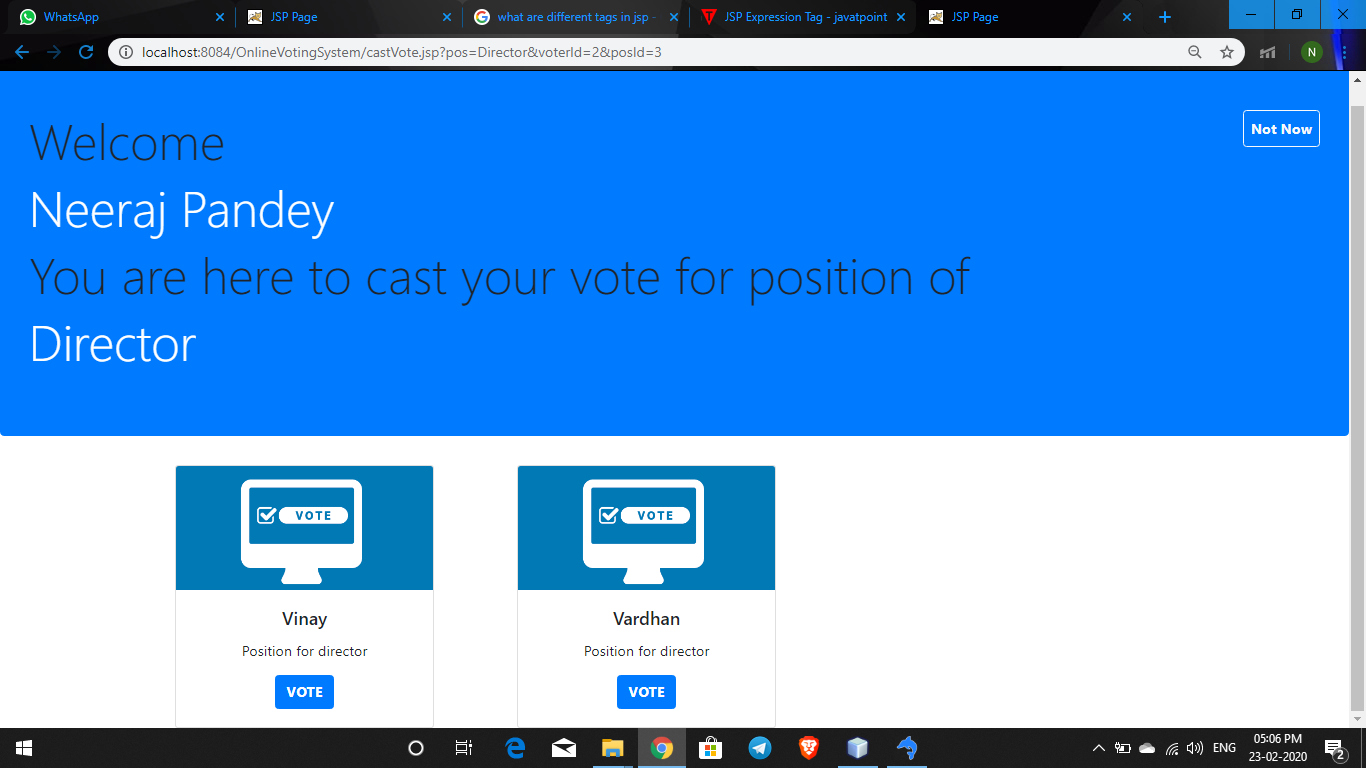 WhatsApp
JSP Page
what are different tags in jsp -
JSP Expression Tag - javatpoint
JSP Page
localhost:8084/OnlineVotingSystem/castVote.jsp?pos=Director&voterId=2&posId=3
N
Welcome
Not Now
Neeraj Pandey
You are here to cast your vote for position of
Director
VOTE
VOTE
Vinay
Vardhan
Position for director
Position for director
VOTE
VOTE
ENG
05:06 PM
23-02-2020
2